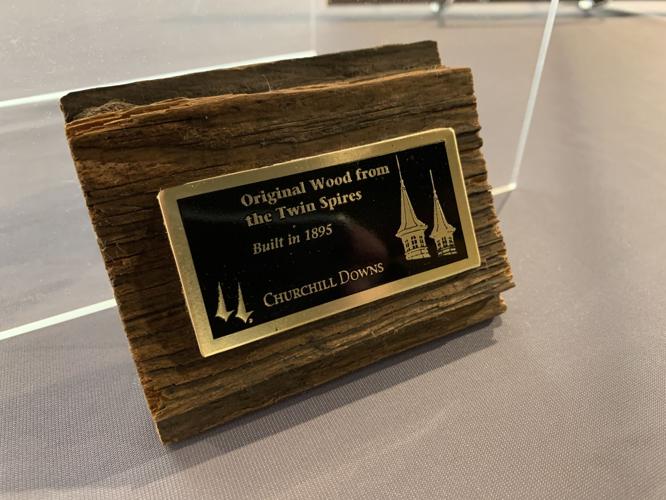 Original Wood from
the Twin Spires
Built in 1895
CHURCHILL DOWNS